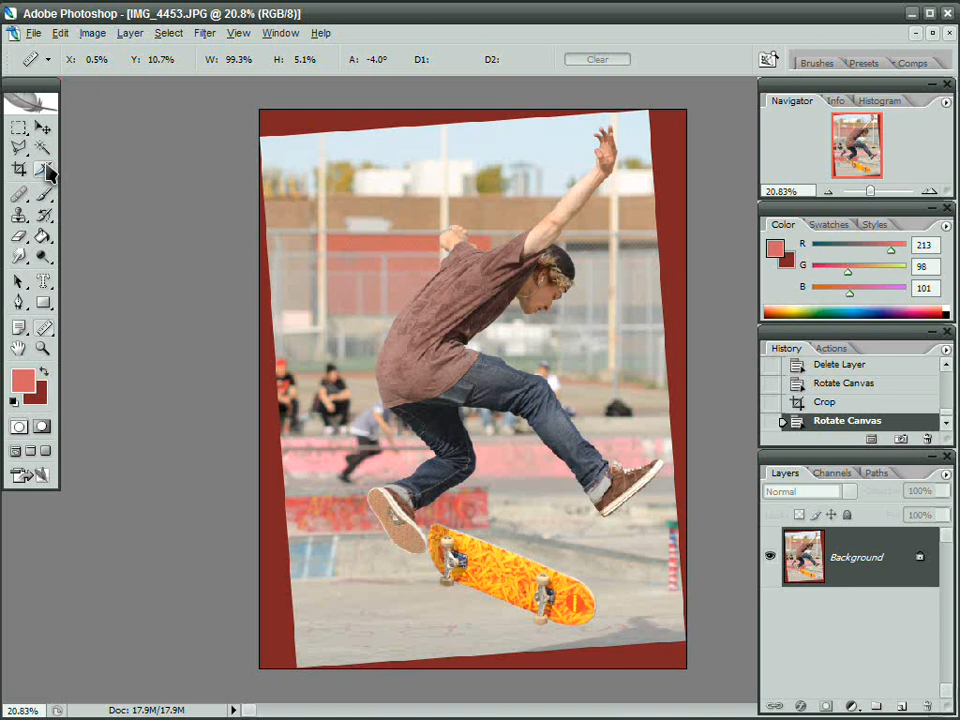 Adobe Photoshop - [IMG_4453.JPG @ 20.8% (RGB/8)]
File Edit Image Layer Select Filter View Window Help
X: 0.5% Y: 10.7% W: 99.3% H: 5.1% A: -4.0° D1: D2: Clear Brushes Presets Comps
Navigator Info Histogram
20.83%
Color Swatches Styles
R 213
G 98
B 101
History Actions
Delete Layer
Rotate Canvas
Crop
Rotate Canvas
Layers Channels Paths
Normal 100%
100%
Background
20.83% Doc: 17.9M/17.9M